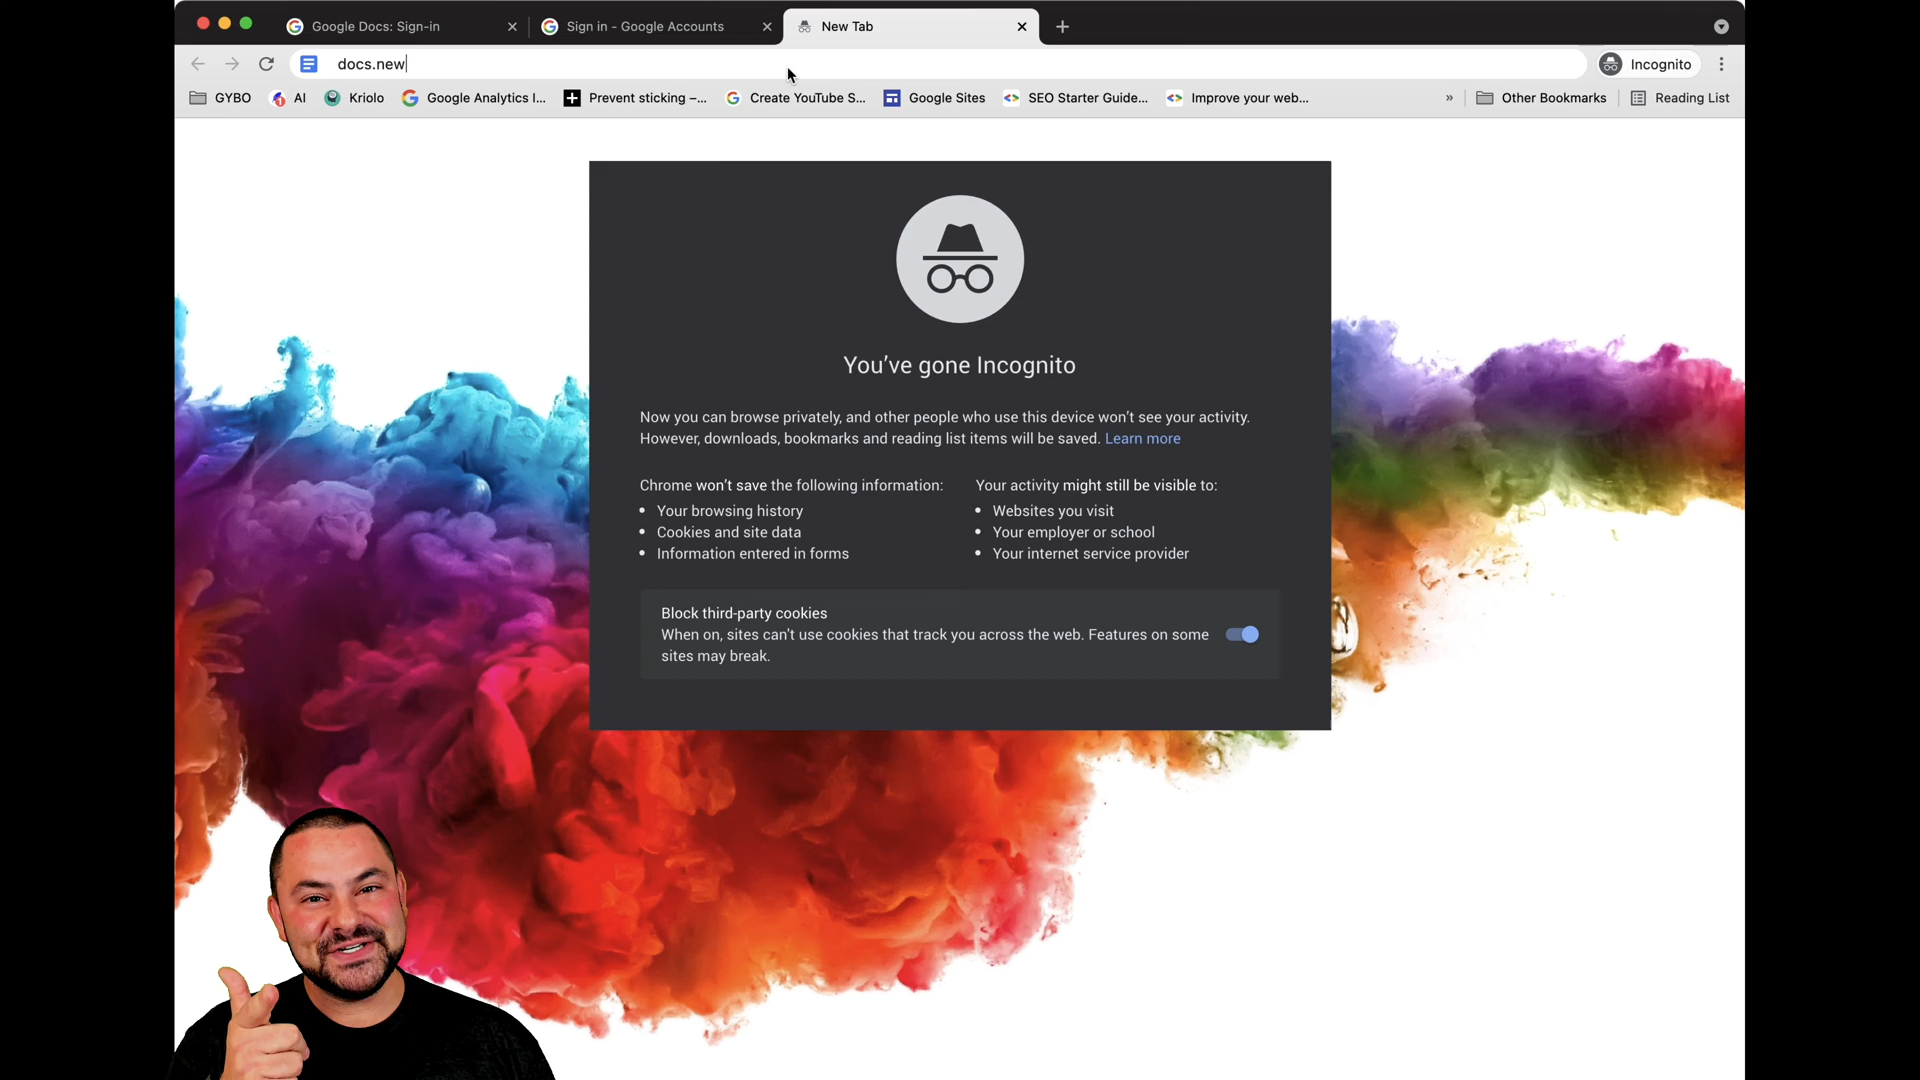 Google Docs: Sign-in
Sign in - Google Accounts
New Tab
docs.new
Incognito
GYBO
AI
Kriolo
Google Analytics I...
Prevent sticking –...
Create YouTube S...
Google Sites
SEO Starter Guide...
Improve your web...
»
Other Bookmarks
Reading List
You've gone Incognito
Now you can browse privately, and other people who use this device won't see your activity.
However, downloads, bookmarks and reading list items will be saved. Learn more
Chrome won't save the following information:
• Your browsing history
• Cookies and site data
• Information entered in forms
Your activity might still be visible to:
• Websites you visit
• Your employer or school
• Your internet service provider
Block third-party cookies
When on, sites can't use cookies that track you across the web. Features on some
sites may break.